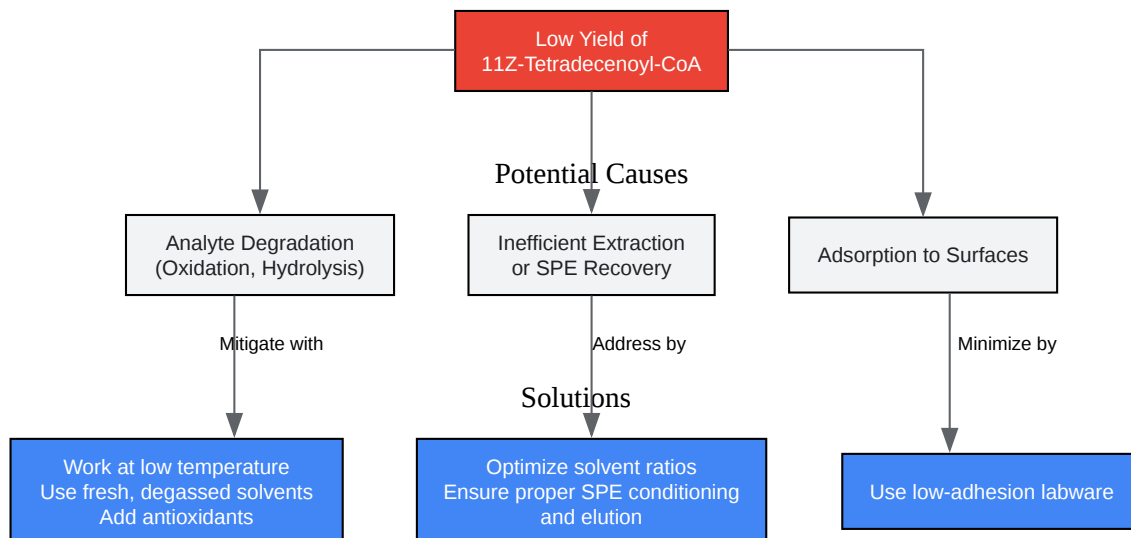 Low Yield of
11Z-Tetradecenoyl-CoA
Potential Causes
Analyte Degradation
(Oxidation, Hydrolysis)
Inefficient Extraction
or SPE Recovery
Adsorption to Surfaces
Mitigate with
Address by
Minimize by
Solutions
Work at low temperature
Use fresh, degassed solvents
Add antioxidants
Optimize solvent ratios
Ensure proper SPE conditioning
and elution
Use low-adhesion labware